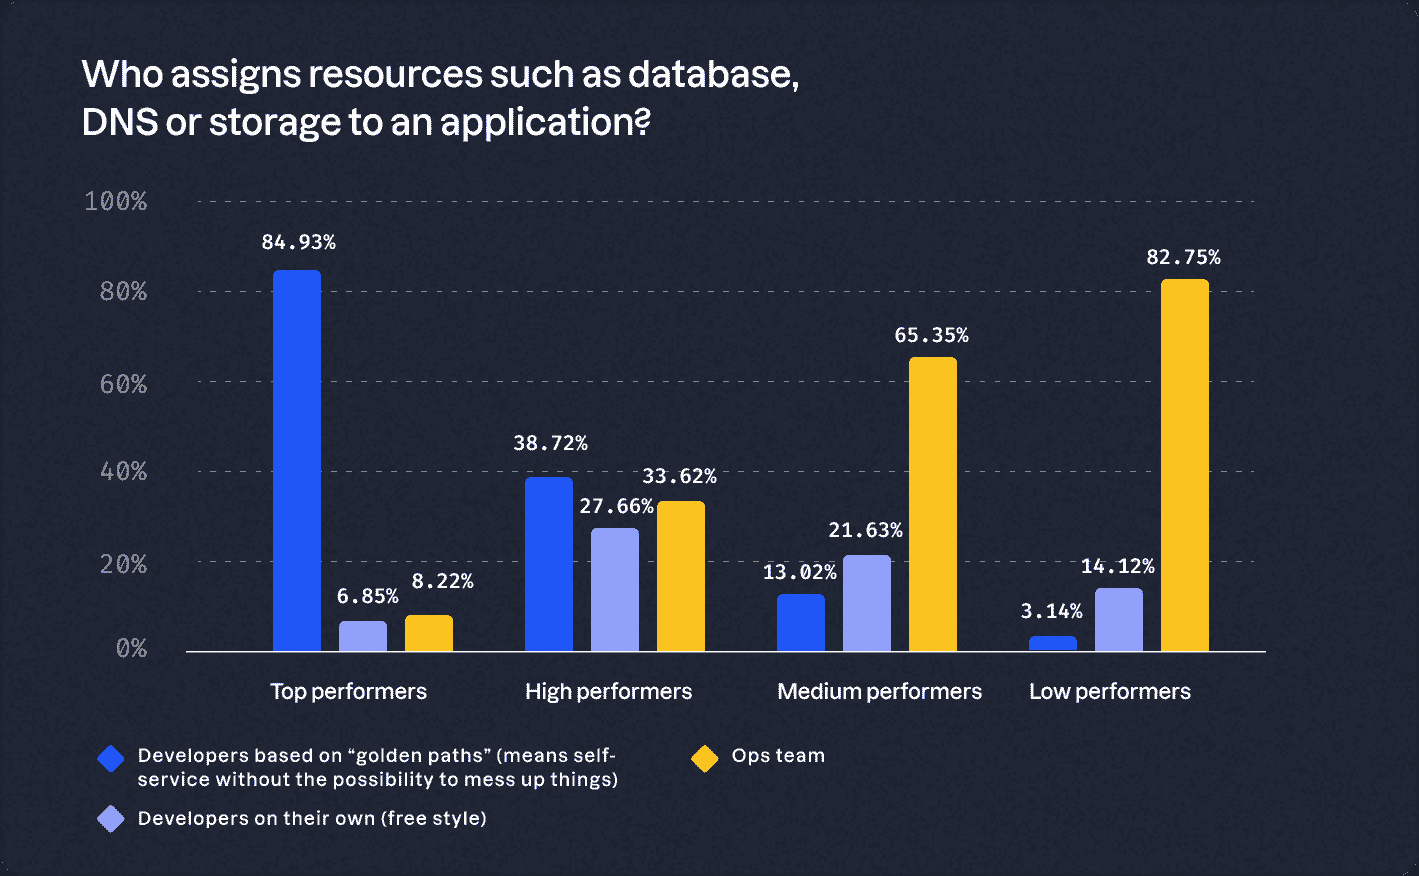 Who assigns resources such as database,
DNS or storage to an application?
100%
80%
60%
40%
20%
0%
84.93%
6.85%
8.22%
38.72%
27.66%
33.62%
13.02%
21.63%
65.35%
3.14%
14.12%
82.75%
Top performers
High performers
Medium performers
Low performers
Developers based on “golden paths” (means self-
service without the possibility to mess up things)
Developers on their own (free style)
Ops team